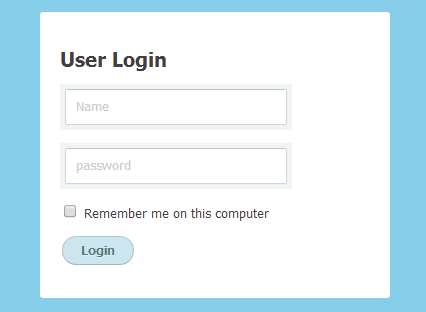 User Login
Name
password
Remember me on this computer
Login